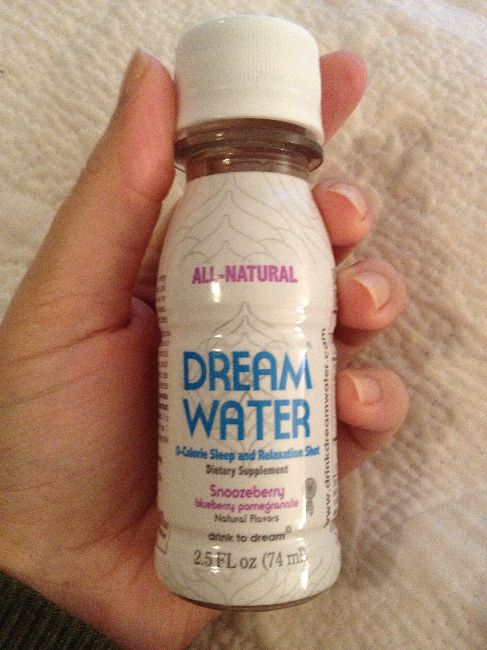 ALL-NATURAL
DREAM
WATER
0-Calorie Sleep and Relaxation Shot
Dietary Supplement
Snoozeberry
blueberry pomegranate
Natural Flavors
drink to dream®
2.5 FL oz (74 ml)
www.drinkdreamwater.com